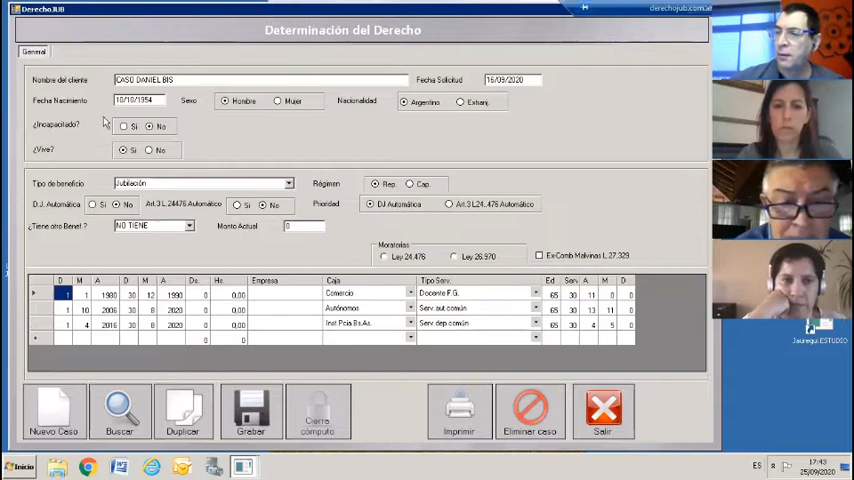 DerechoJUB
derechojub.com.ar
Determinación del Derecho
General
Nombre del cliente CASO DANIEL BIS Fecha Solicitud 16/09/2020
Fecha Nacimiento 10/10/1954 Sexo Hombre Mujer Nacionalidad Argentino Extranj.
¿Incapacitado? Si No
¿Vive? Si No
Tipo de beneficio Jubilación Régimen Rep. Cap.
D.J. Automática Si No Art.3 L.24476 Automático Si No Prioridad DJ Automática Art.3 L24..476 Automático
¿Tiene otro Benef.? NO TIENE Monto Actual 0
Moratorias
Ley 24.476 Ley 26.970 Ex-Comb Malvinas L 27.329
D M A D M A Ds. Hs. Empresa Caja Tipo Serv. Ed Serv A M D
1 1 1980 30 12 1990 0 0,00 Comercio Docente F.G. 65 30 11 0 0
1 10 2006 30 8 2020 0 0,00 Autónomos Serv.aut.común 65 30 13 11 0
1 4 2016 30 8 2020 0 0,00 Inst.Pcia.Bs.As. Serv.dep.común 65 30 4 5 0
0 0
Nuevo Caso Buscar Duplicar Grabar Cierra cómputo Imprimir Eliminar caso Salir
Jauregui ESTUDIO
Inicio ES 17:43
25/09/2020